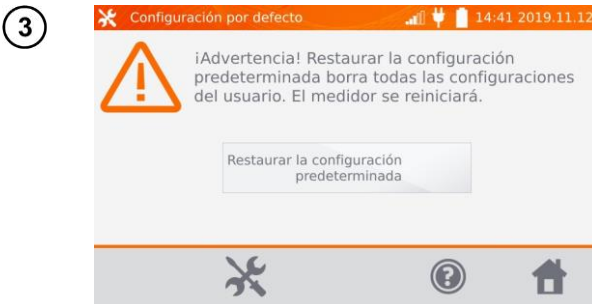 3
Configuración por defecto
14:41 2019.11.12
¡Advertencia! Restaurar la configuración
predeterminada borra todas las configuraciones
del usuario. El medidor se reiniciará.
Restaurar la configuración
predeterminada
?